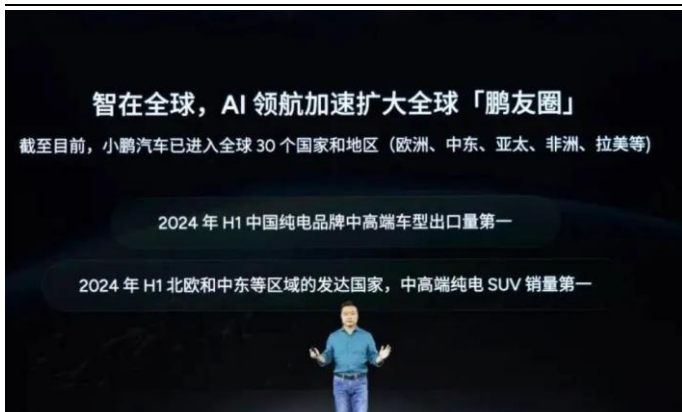 智在全球，AI 领航加速扩大全球「鹏友圈」
截至目前，小鹏汽车已进入全球 30 个国家和地区（欧洲、中东、亚太、非洲、拉美等)
2024 年 H1 中国纯电品牌中高端车型出口量第一
2024 年 H1 北欧和中东等区域的发达国家，中高端纯电 SUV 销量第一